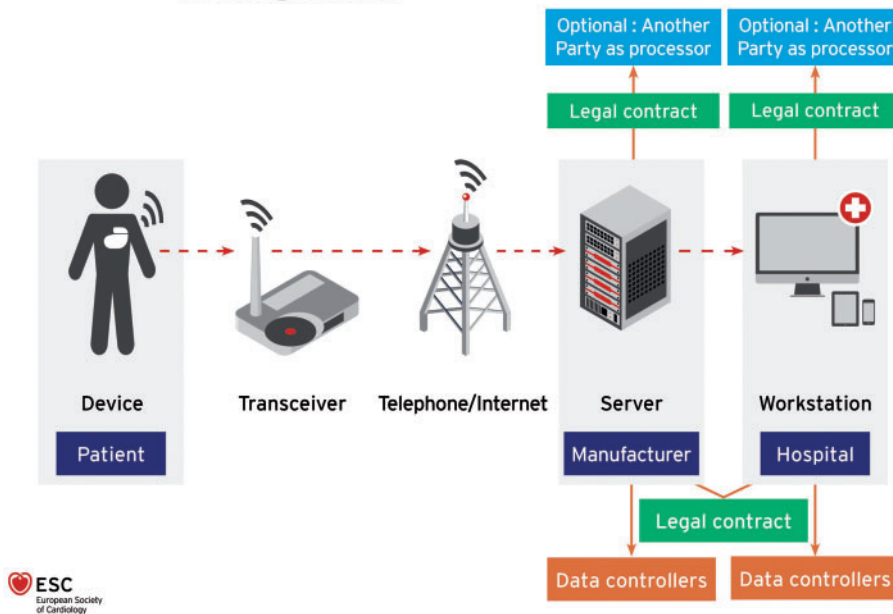 Optional : Another
Party as processor
Optional : Another
Party as processor
Legal contract
Legal contract
Device
Transceiver
Telephone/Internet
Server
Workstation
Patient
Manufacturer
Hospital
Legal contract
Data controllers
Data controllers
ESC
European Society
of Cardiology